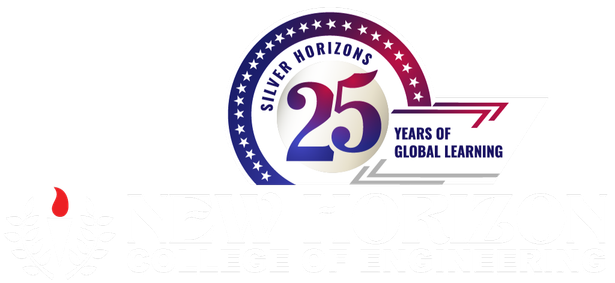 SILVER HORIZONS
25
YEARS OF
GLOBAL LEARNING
NEW HORIZON
COLLEGE OF ENGINEERING